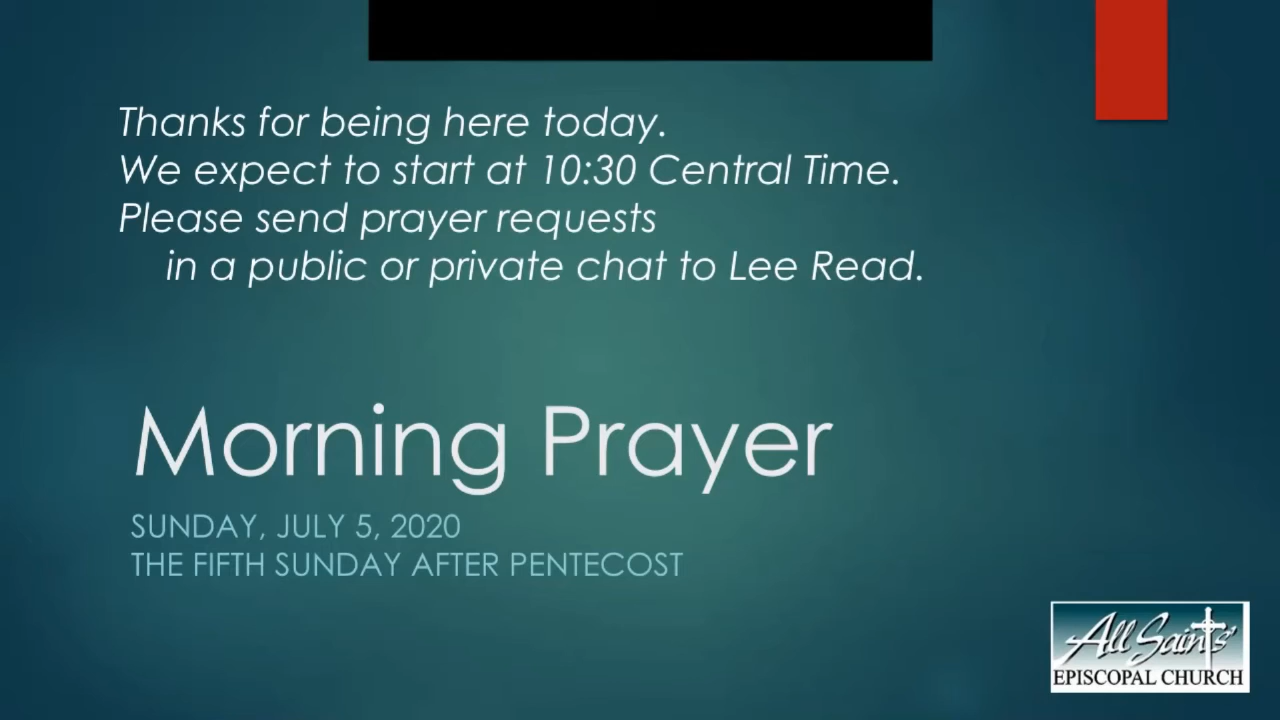 Thanks for being here today.
We expect to start at 10:30 Central Time.
Please send prayer requests
in a public or private chat to Lee Read.
Morning Prayer
SUNDAY, JULY 5, 2020
THE FIFTH SUNDAY AFTER PENTECOST
All Saints'
EPISCOPAL CHURCH